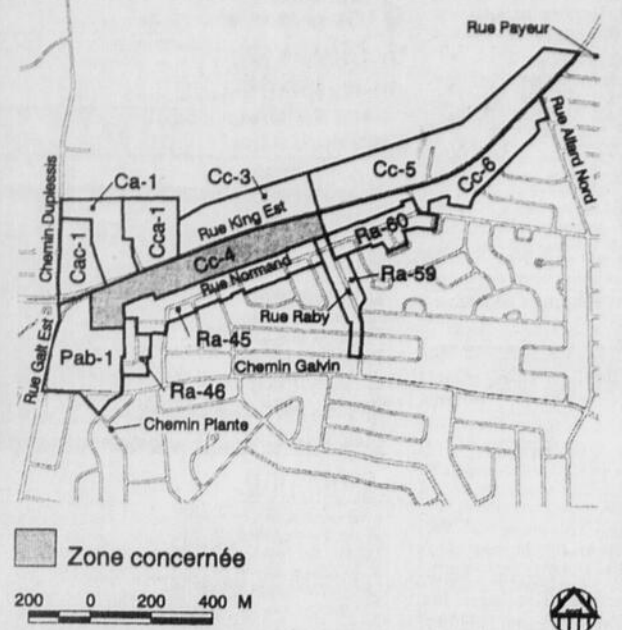 Rue Payeur
Rue Allard Nord
Cc-5
Cc-3
Cc-6
Ca-1
Chemin Duplessis
Cca-1
Rue King Est
Cac-1
Cc-4
Ra-60
Rue Normand
Ra-59
Rue Raby
Rue Galt Est
Ra-45
Pab-1
Chemin Galvin
Ra-46
Chemin Plante
Zone concernée
200 0 200 400 M